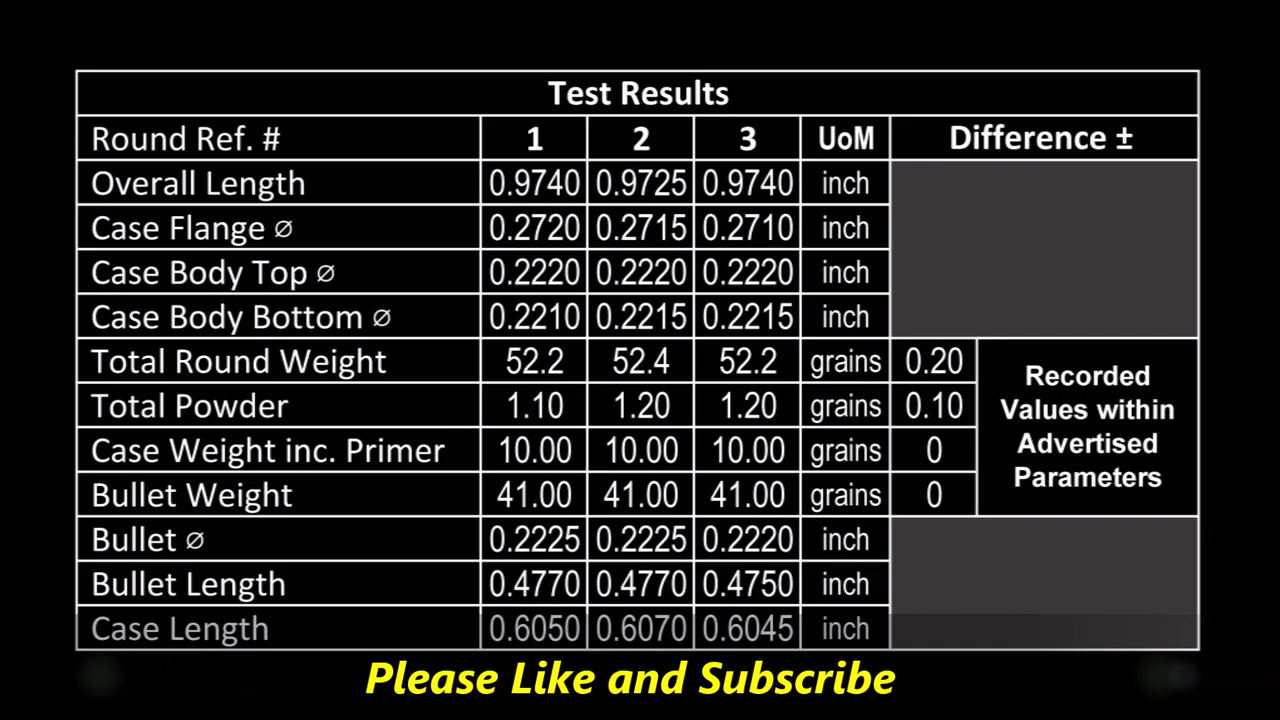 Test Results
Round Ref. # 1 2 3 UoM Difference ±
Overall Length 0.9740 0.9725 0.9740 inch
Case Flange ⌀ 0.2720 0.2715 0.2710 inch
Case Body Top ⌀ 0.2220 0.2220 0.2220 inch
Case Body Bottom ⌀ 0.2210 0.2215 0.2215 inch
Total Round Weight 52.2 52.4 52.2 grains 0.20
Total Powder 1.10 1.20 1.20 grains 0.10
Case Weight inc. Primer 10.00 10.00 10.00 grains 0
Bullet Weight 41.00 41.00 41.00 grains 0
Recorded
Values within
Advertised
Parameters
Bullet ⌀ 0.2225 0.2225 0.2220 inch
Bullet Length 0.4770 0.4770 0.4750 inch
Case Length 0.6050 0.6070 0.6045 inch
Please Like and Subscribe